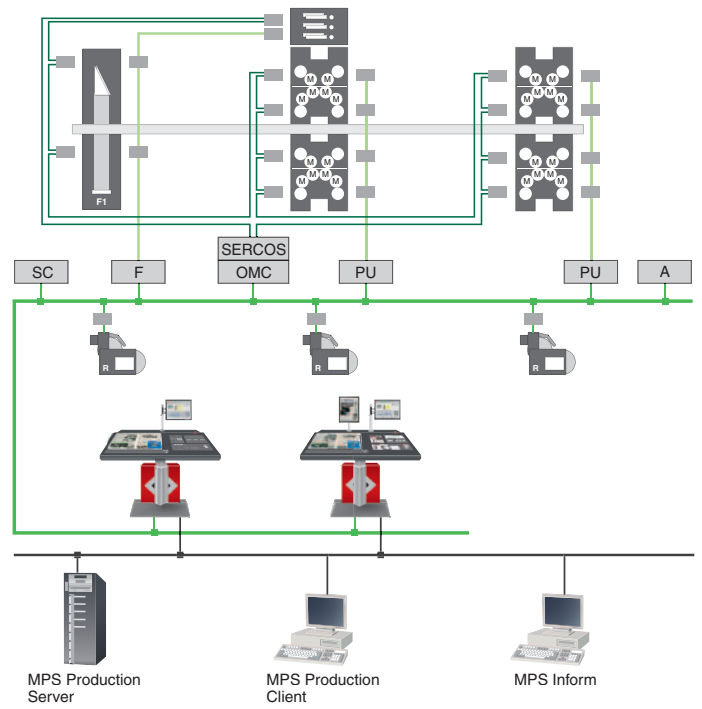 M M
M M
M M
M M
M M
M M
M M
M M
F1
SERCOS
SC
F
OMC
PU
PU
A
R
R
R
MPS Production
Server
MPS Production
Client
MPS Inform